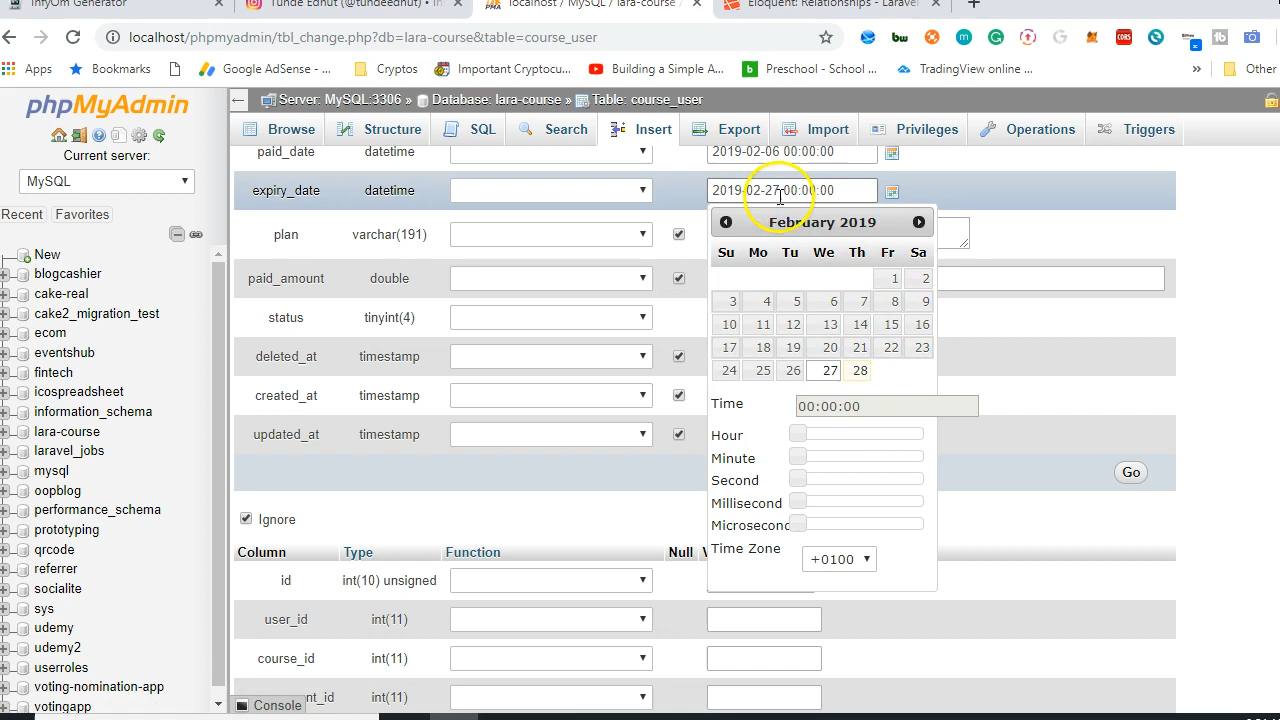 InfyOm Generator × Tunde Ednut (@tundeednut) • In × localhost / MySQL / lara-course × Eloquent: Relationships - Laravel × +
localhost/phpmyadmin/tbl_change.php?db=lara-course&table=course_user
Apps Bookmarks Google AdSense - ... Cryptos Important Cryptocu... Building a Simple A... Preschool - School ... TradingView online ... » Other
phpMyAdmin
Current server:
MySQL
Recent Favorites
New
blogcashier
cake-real
cake2_migration_test
ecom
eventshub
fintech
icospreadsheet
information_schema
lara-course
laravel_jobs
mysql
oopblog
performance_schema
prototyping
qrcode
referrer
socialite
sys
udemy
udemy2
userroles
voting-nomination-app
votingapp
Server: MySQL:3306 » Database: lara-course » Table: course_user
Browse Structure SQL Search Insert Export Import Privileges Operations Triggers
paid_date datetime 2019-02-06 00:00:00
expiry_date datetime 2019-02-27 00:00:00
plan varchar(191)
paid_amount double
status tinyint(4)
deleted_at timestamp
created_at timestamp
updated_at timestamp
February 2019
Su Mo Tu We Th Fr Sa
1 2
3 4 5 6 7 8 9
10 11 12 13 14 15 16
17 18 19 20 21 22 23
24 25 26 27 28
Time 00:00:00
Hour
Minute
Second
Millisecond
Microsecond
Time Zone +0100
Go
Ignore
Column Type Function Null V
id int(10) unsigned
user_id int(11)
course_id int(11)
nt_id int(11)
Console